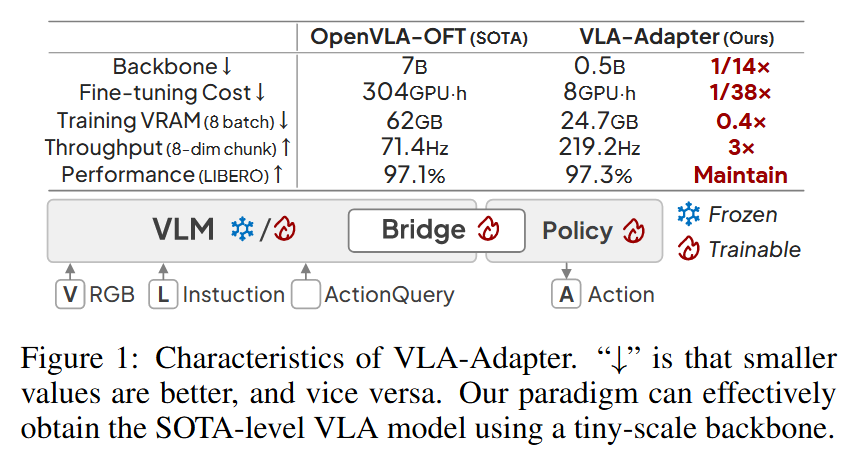 OpenVLA-OFT (SOTA) VLA-Adapter (Ours)
Backbone↓ 7B 0.5B 1/14×
Fine-tuning Cost↓ 304GPU·h 8GPU·h 1/38×
Training VRAM (8 batch)↓ 62GB 24.7GB 0.4×
Throughput (8-dim chunk)↑ 71.4Hz 219.2Hz 3×
Performance (LIBERO)↑ 97.1% 97.3% Maintain
VLM / Bridge Policy Frozen
Trainable
V RGB L Instuction ActionQuery A Action
Figure 1: Characteristics of VLA-Adapter. “↓” is that smaller
values are better, and vice versa. Our paradigm can effectively
obtain the SOTA-level VLA model using a tiny-scale backbone.